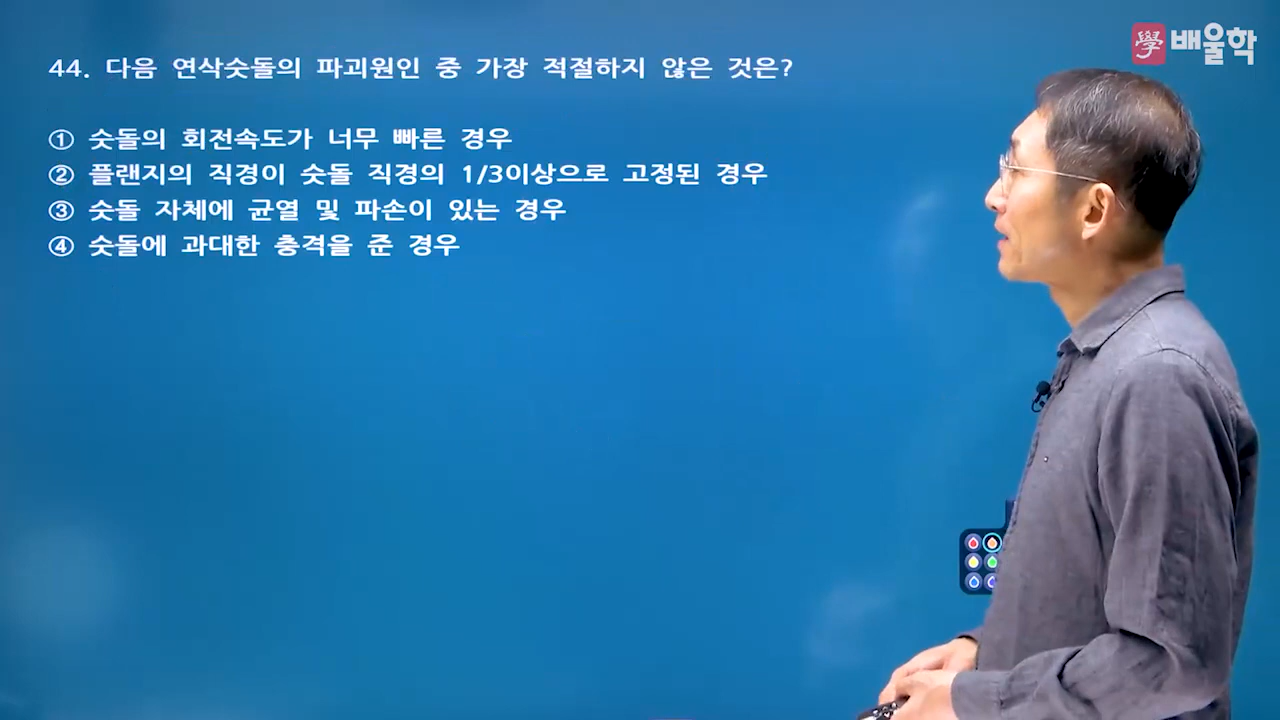 學 배울학
44. 다음 연삭숫돌의 파괴원인 중 가장 적절하지 않은 것은?
① 숫돌의 회전속도가 너무 빠른 경우
② 플랜지의 직경이 숫돌 직경의 1/3이상으로 고정된 경우
③ 숫돌 자체에 균열 및 파손이 있는 경우
④ 숫돌에 과대한 충격을 준 경우